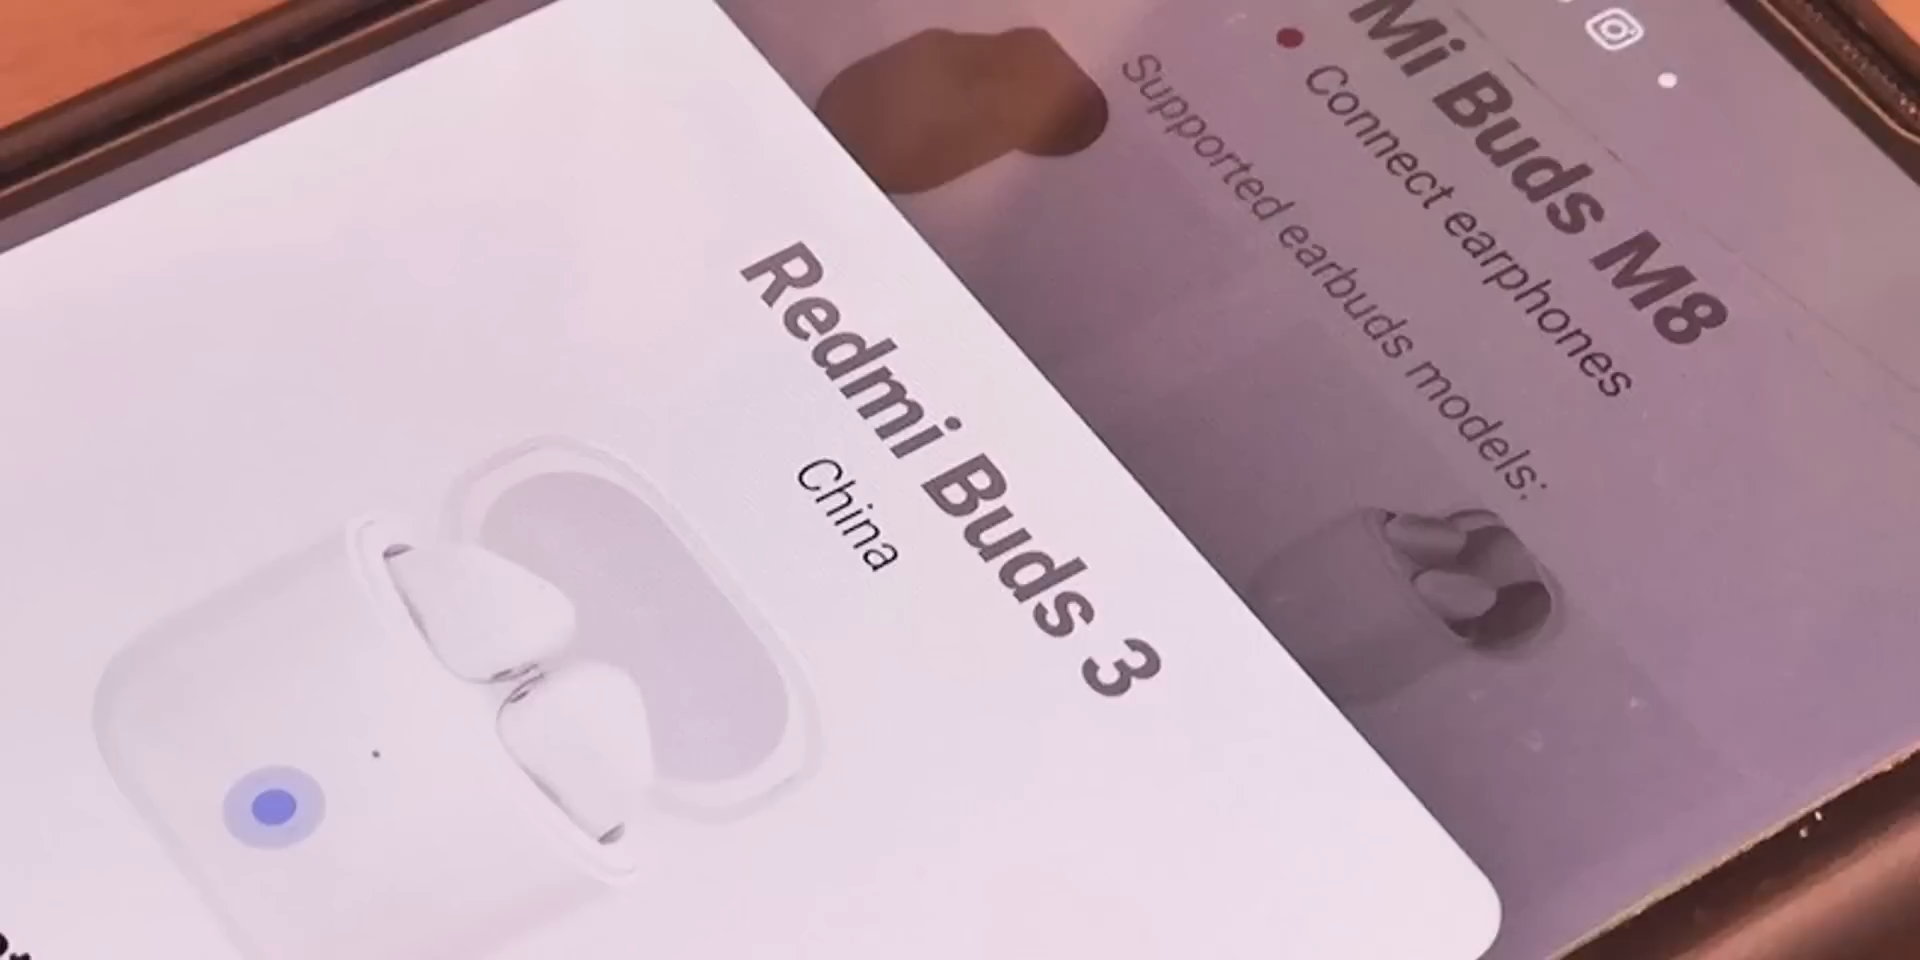 Mi Buds M8
Connect earphones
Supported earbuds models:
Redmi Buds 3
China